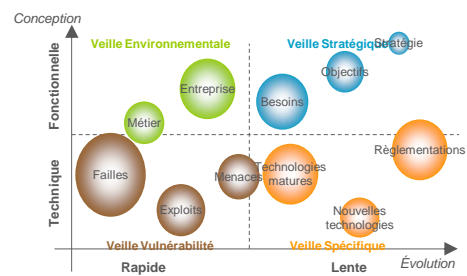 Conception
Veille Environnementale
Veille Stratégique
Stratégie
Fonctionnelle
Objectifs
Entreprise
Besoins
Métier
Règlementations
Technique
Failles
Menaces
Technologies
matures
Exploits
Nouvelles
technologies
Veille Vulnérabilité
Veille Spécifique
Évolution
Rapide
Lente